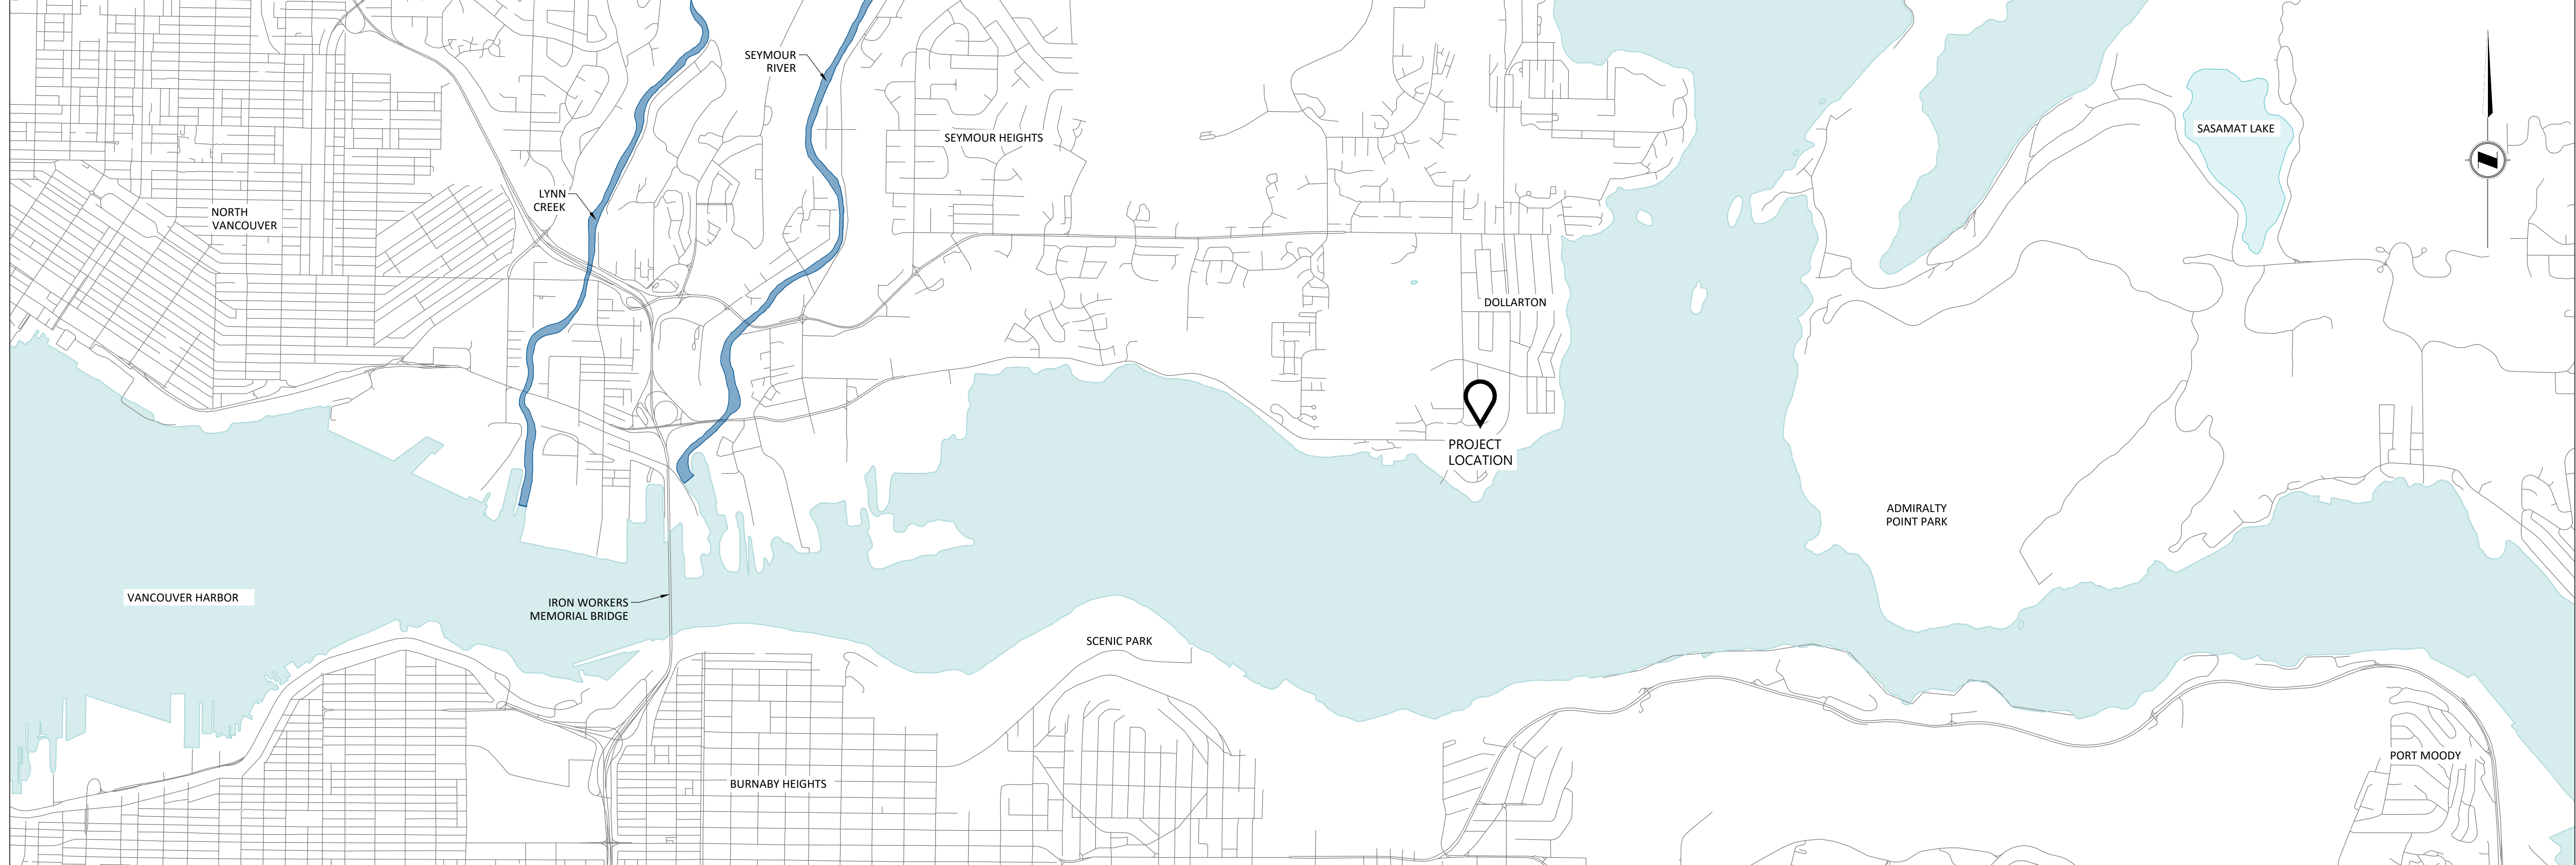 SEYMOUR
RIVER
SEYMOUR HEIGHTS
SASAMAT LAKE
LYNN
CREEK
NORTH
VANCOUVER
DOLLARTON
PROJECT
LOCATION
ADMIRALTY
POINT PARK
VANCOUVER HARBOR
IRON WORKERS
MEMORIAL BRIDGE
SCENIC PARK
BURNABY HEIGHTS
PORT MOODY